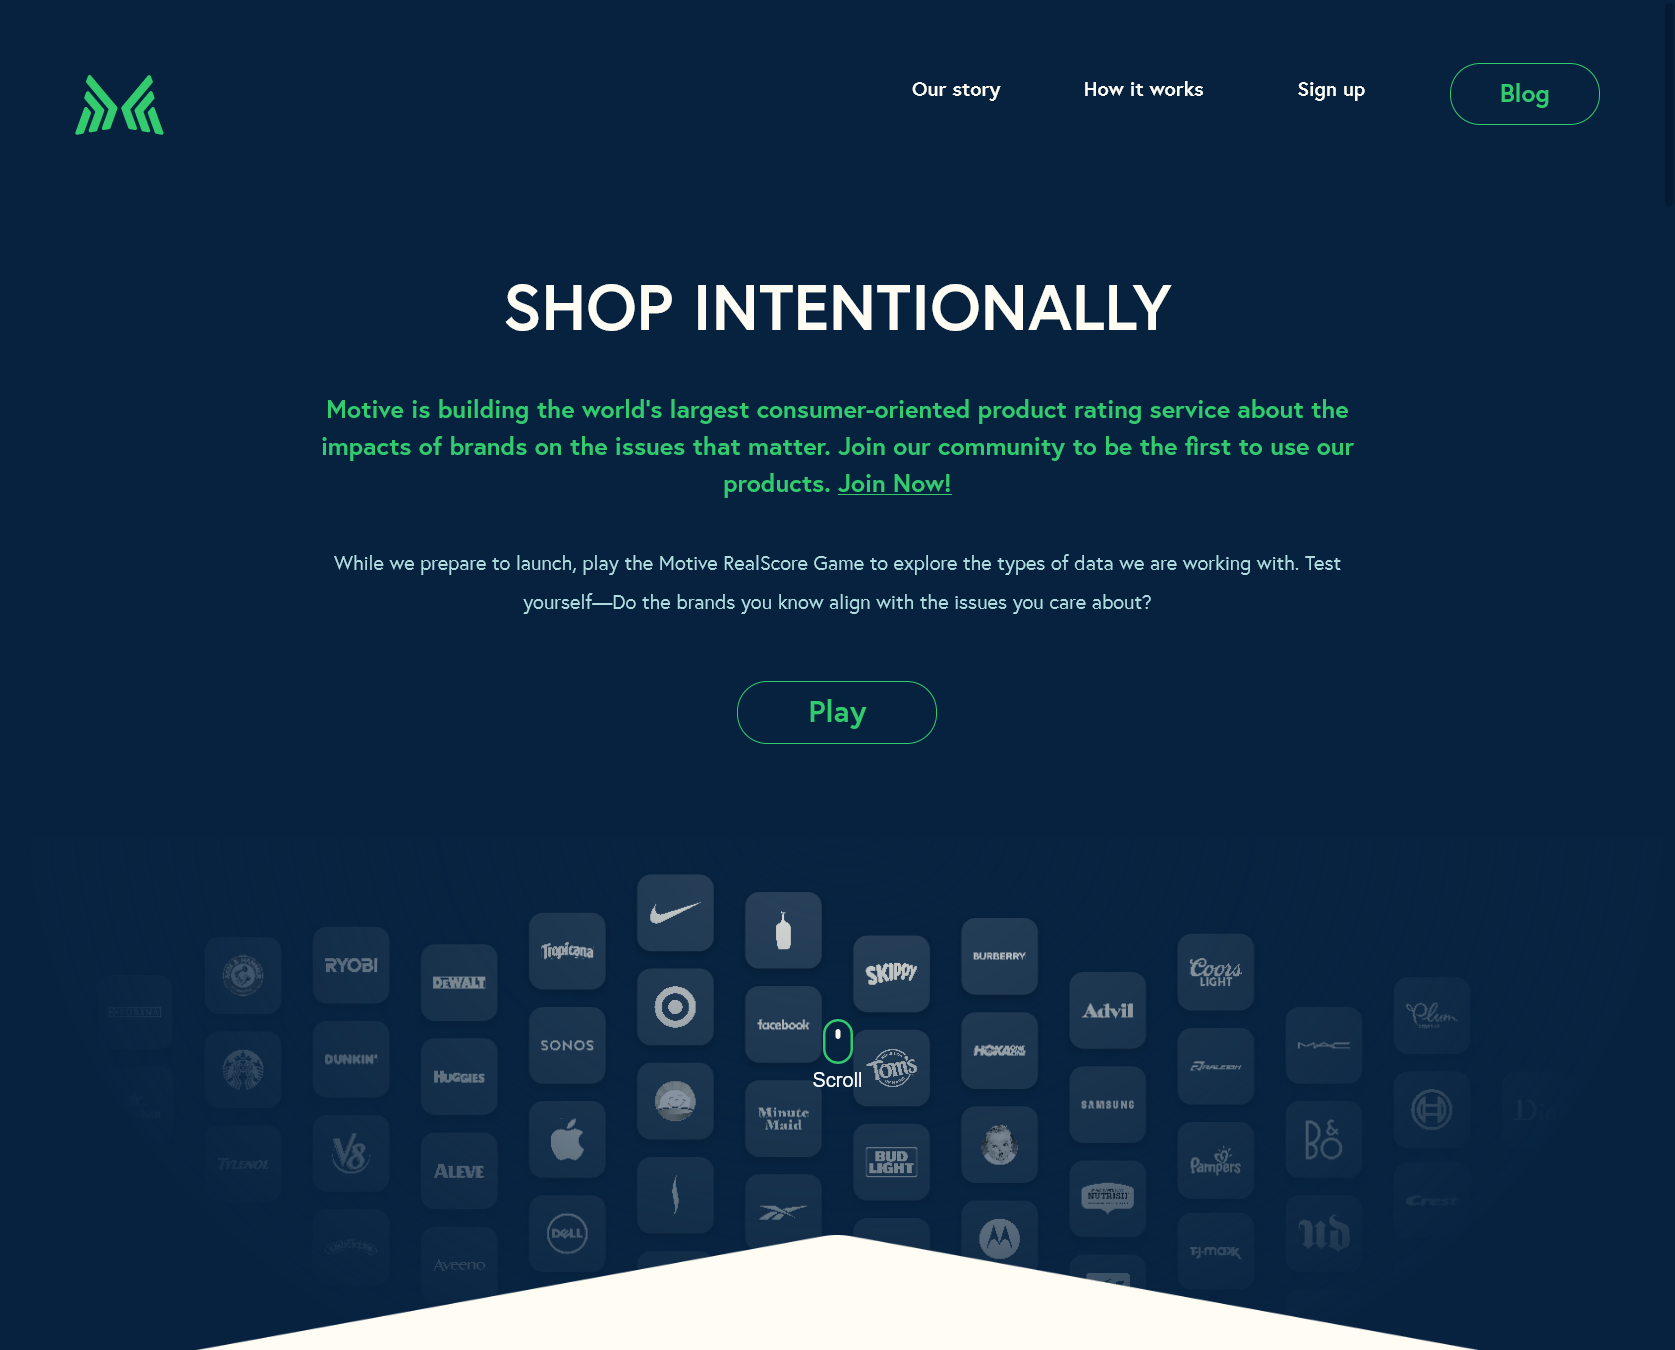 Our story
How it works
Sign up
Blog
SHOP INTENTIONALLY
Motive is building the world's largest consumer-oriented product rating service about the
impacts of brands on the issues that matter. Join our community to be the first to use our
products. Join Now!
While we prepare to launch, play the Motive RealScore Game to explore the types of data we are working with. Test
yourself—Do the brands you know align with the issues you care about?
Play
Tropicana
SKIPPY
BURBERRY
RYOBI
DEWALT
Coors
LIGHT
Advil
Plum
facebook
SONOS
HOKA
DUNKIN'
HUGGIES
Toms
RALEIGH
MAC
Scroll
Minute
Maid
SAMSUNG
V8
ALEVE
BUD
LIGHT
Pampers
B&O
TYLENOL
NUTRISH
Crest
DELL
ud
T·J·maxx
Aveeno